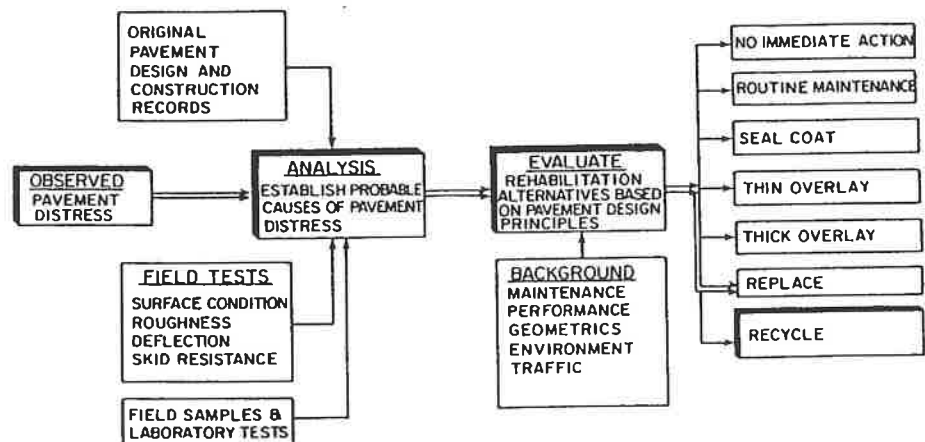 ORIGINAL
PAVEMENT
DESIGN AND
CONSTRUCTION
RECORDS
OBSERVED
PAVEMENT
DISTRESS
ANALYSIS
ESTABLISH PROBABLE
CAUSES OF PAVEMENT
DISTRESS
FIELD TESTS
SURFACE CONDITION
ROUGHNESS
DEFLECTION
SKID RESISTANCE
FIELD SAMPLES &
LABORATORY TESTS
EVALUATE
REHABILITATION
ALTERNATIVES BASED
ON PAVEMENT DESIGN
PRINCIPLES
BACKGROUND
MAINTENANCE
PERFORMANCE
GEOMETRICS
ENVIRONMENT
TRAFFIC
NO IMMEDIATE ACTION
ROUTINE MAINTENANCE
SEAL COAT
THIN OVERLAY
THICK OVERLAY
REPLACE
RECYCLE